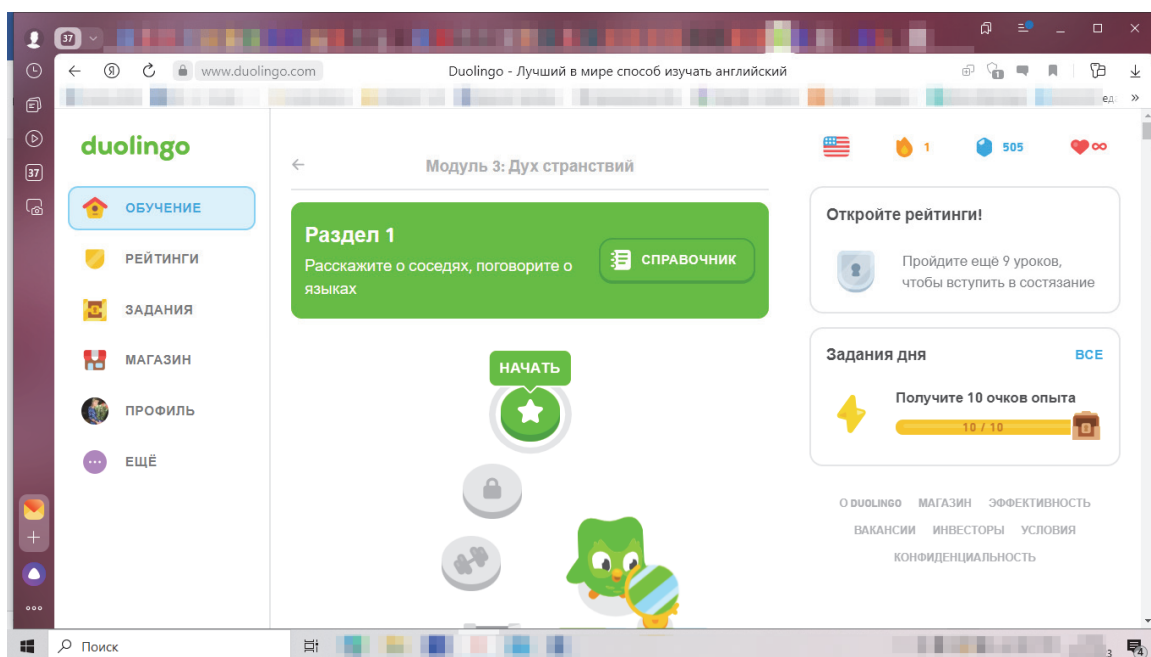 37
www.duolingo.com
Duolingo - Лучший в мире способ изучать английский
37
duolingo
ОБУЧЕНИЕ
РЕЙТИНГИ
ЗАДАНИЯ
МАГАЗИН
ПРОФИЛЬ
ЕЩЁ
Модуль 3: Дух странствий
Раздел 1
Расскажите о соседях, поговорите о
языках
СПРАВОЧНИК
НАЧАТЬ
1
505
∞
Откройте рейтинги!
Пройдите ещё 9 уроков,
чтобы вступить в состязание
Задания дня
ВСЕ
Получите 10 очков опыта
10 / 10
О DUOLINGO МАГАЗИН ЭФФЕКТИВНОСТЬ
ВАКАНСИИ ИНВЕСТОРЫ УСЛОВИЯ
КОНФИДЕНЦИАЛЬНОСТЬ
Поиск
3
4